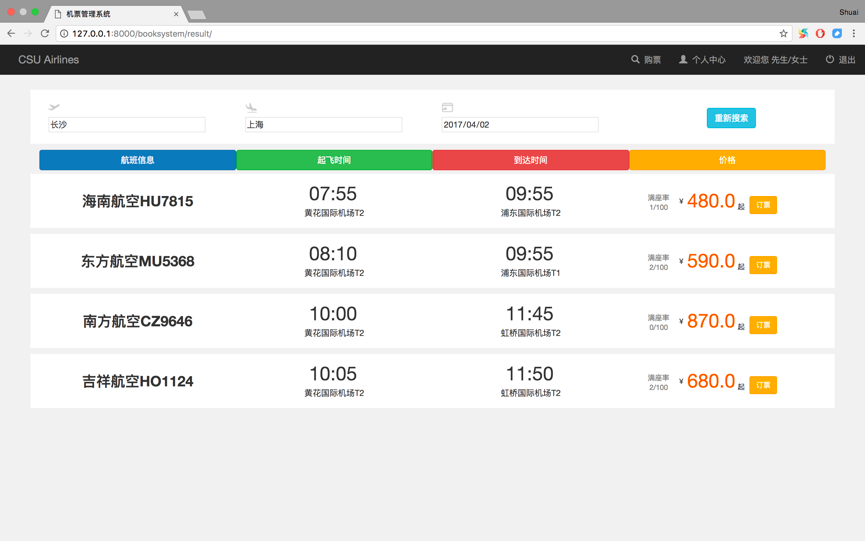 机票管理系统
Shuai
127.0.0.1:8000/booksystem/result/
CSU Airlines 购票 个人中心 欢迎您 先生/女士 退出
长沙 上海 2017/04/02 重新搜索
航班信息 起飞时间 到达时间 价格
海南航空HU7815 07:55 09:55 满座率 ¥ 480.0 起 订票
黄花国际机场T2 浦东国际机场T2 1/100
东方航空MU5368 08:10 09:55 满座率 ¥ 590.0 起 订票
黄花国际机场T2 浦东国际机场T1 2/100
南方航空CZ9646 10:00 11:45 满座率 ¥ 870.0 起 订票
黄花国际机场T2 虹桥国际机场T2 0/100
吉祥航空HO1124 10:05 11:50 满座率 ¥ 680.0 起 订票
黄花国际机场T2 虹桥国际机场T2 2/100